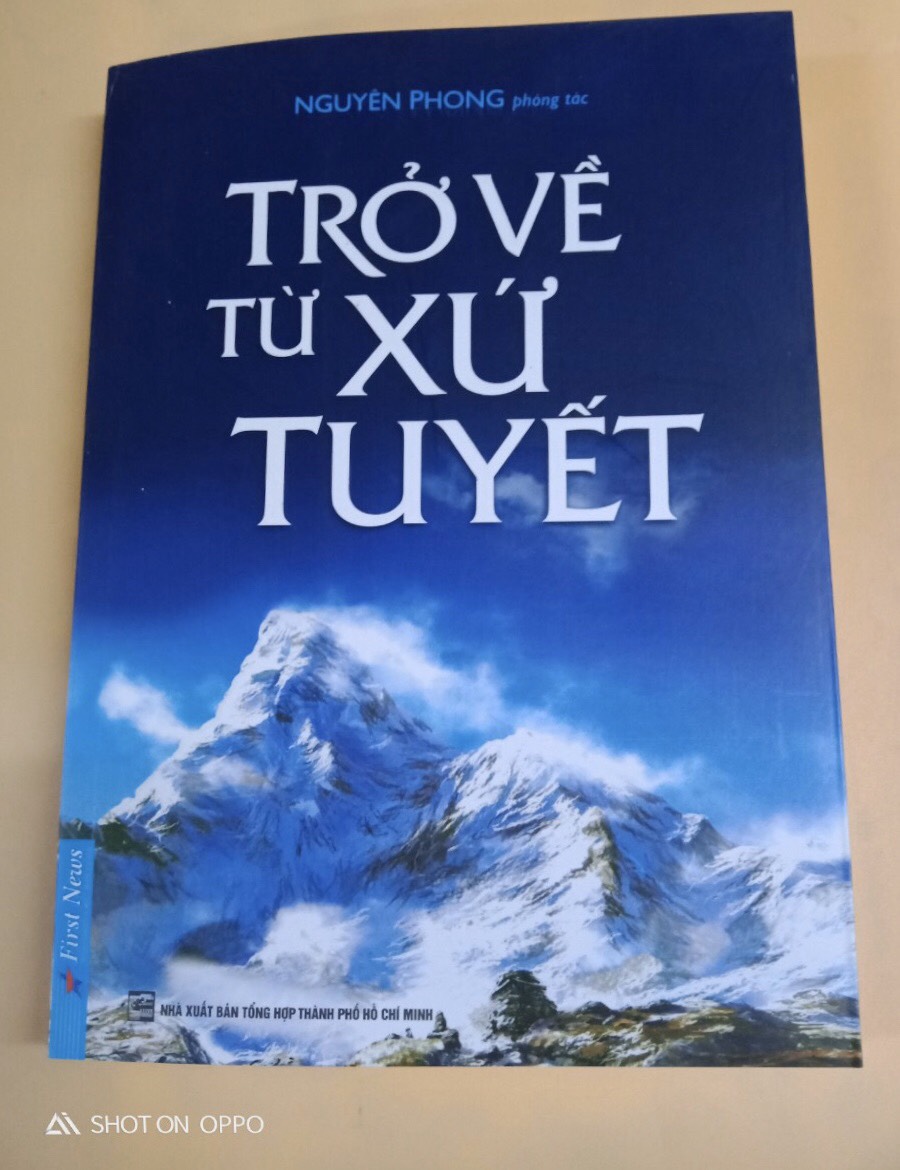 NGUYÊN PHONG phóng tác
TRỞ VỀ
TỪ XỨ
TUYẾT
First News
NHÀ XUẤT BẢN TỔNG HỢP THÀNH PHỐ HỒ CHÍ MINH
SHOT ON OPPO